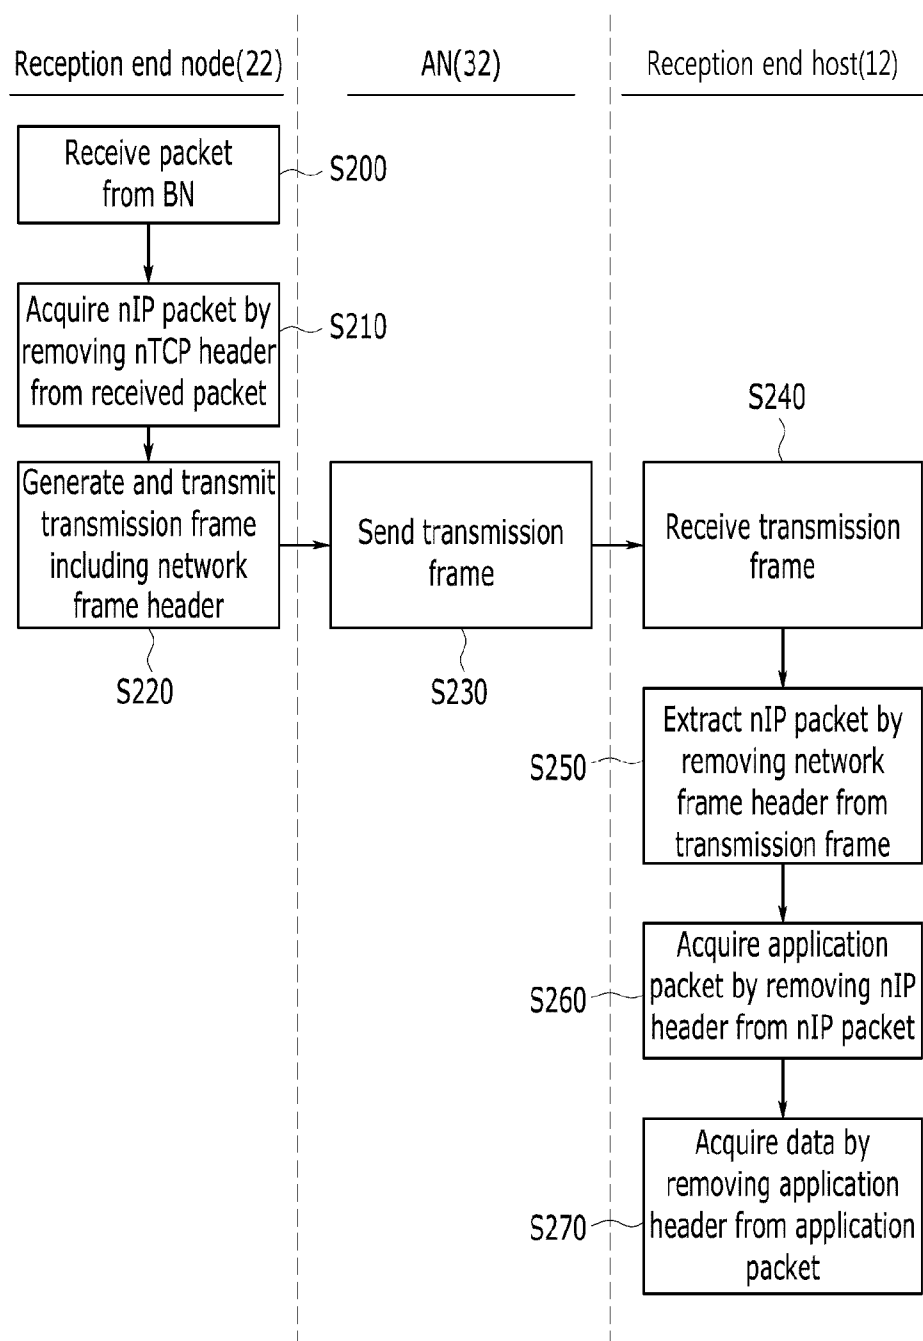 Reception end node(22)
AN(32)
Reception end host(12)
Receive packet
from BN
S200
Acquire nIP packet by
removing nTCP header
from received packet
S210
Generate and transmit
transmission frame
including network
frame header
S220
Send transmission
frame
S230
S240
Receive transmission
frame
Extract nIP packet by
removing network
frame header from
transmission frame
S250
Acquire application
packet by removing nIP
header from nIP packet
S260
Acquire data by
removing application
header from application
packet
S270